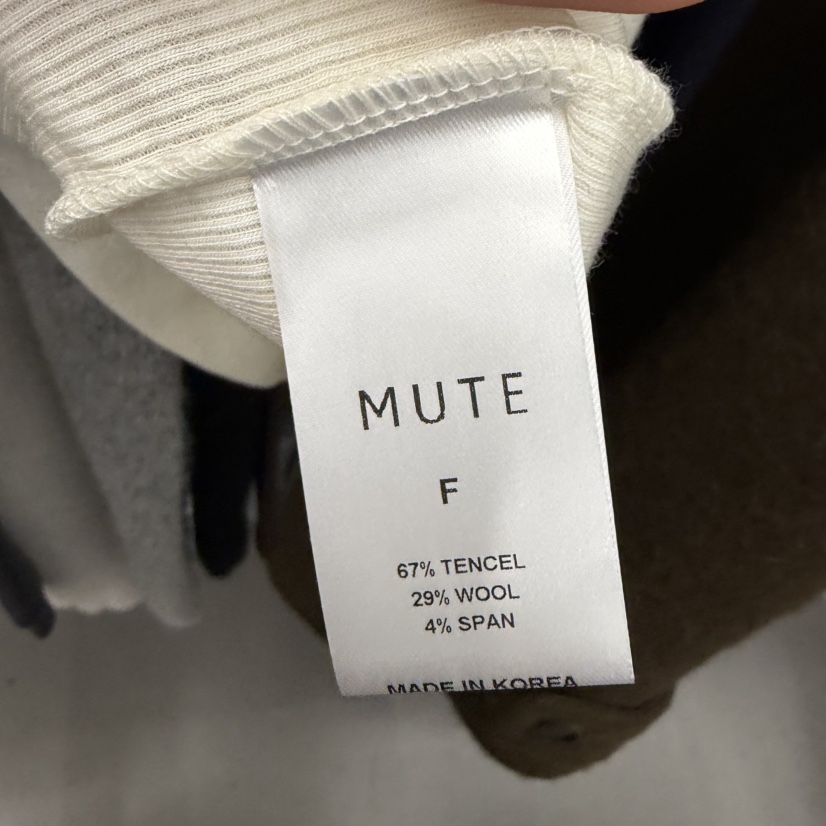 MUTE
F
67% TENCEL
29% WOOL
4% SPAN
MADE IN KOREA